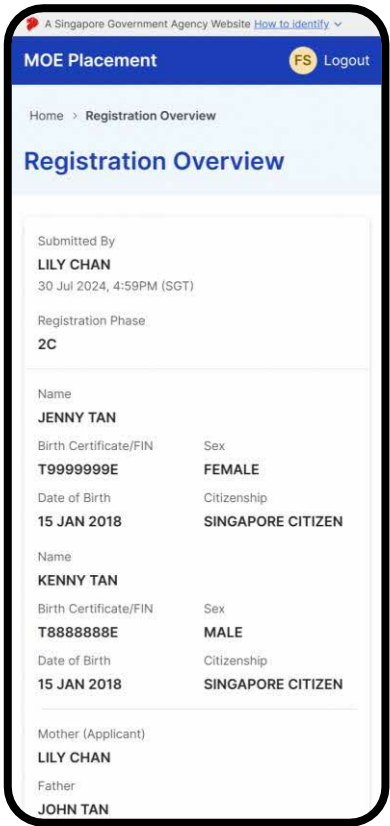 A Singapore Government Agency Website How to identify
MOE Placement
FS Logout
Home > Registration Overview
Registration Overview
Submitted By
LILY CHAN
30 Jul 2024, 4:59PM (SGT)
Registration Phase
2C
Name
JENNY TAN
Birth Certificate/FIN Sex
T9999999E FEMALE
Date of Birth Citizenship
15 JAN 2018 SINGAPORE CITIZEN
Name
KENNY TAN
Birth Certificate/FIN Sex
T8888888E MALE
Date of Birth Citizenship
15 JAN 2018 SINGAPORE CITIZEN
Mother (Applicant)
LILY CHAN
Father
JOHN TAN